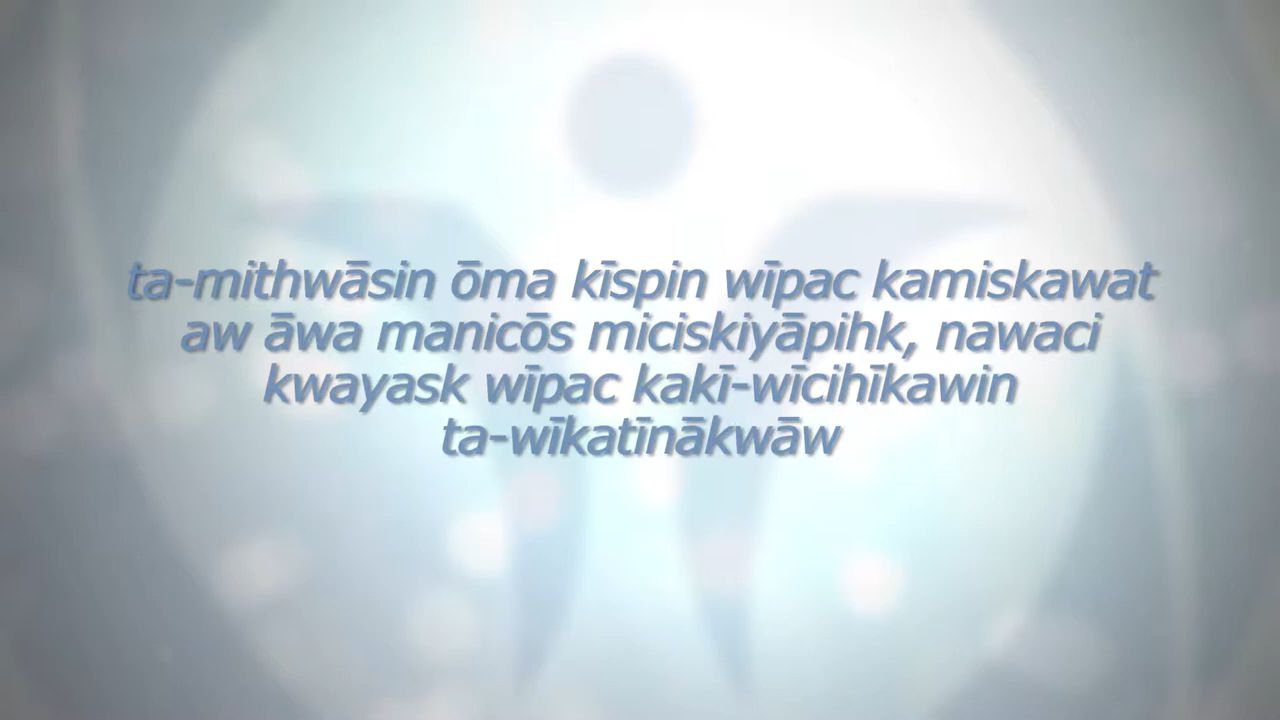 ta-mithwāsin ōma kīspin wīpac kamiskawat
aw āwa manicōs miciskiyāpihk, nawaci
kwayask wīpac kakī-wīcihīkawin
ta-wīkatīnākwāw